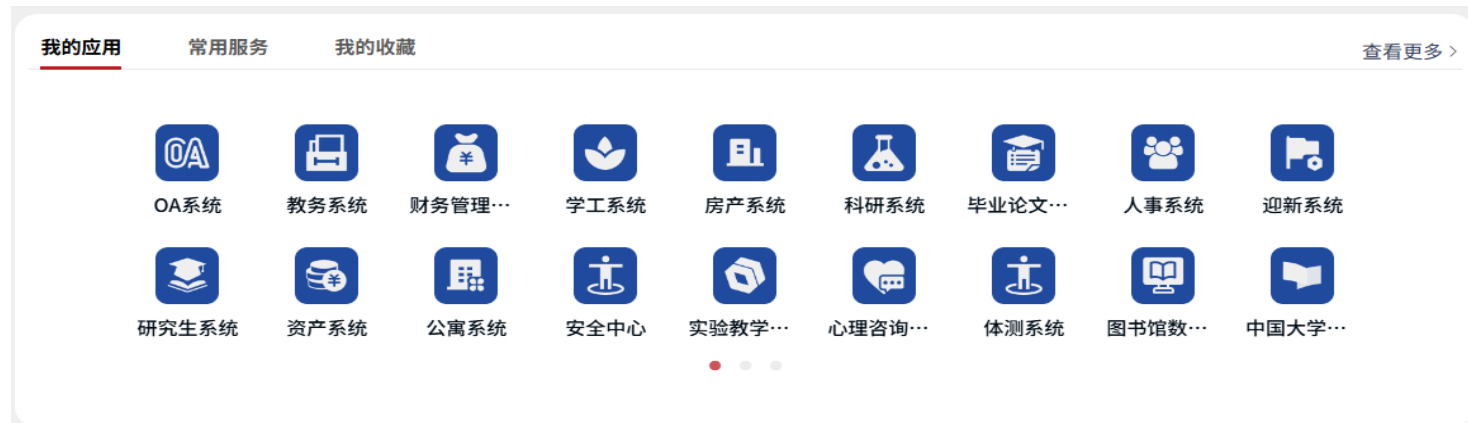 我的应用 常用服务 我的收藏 查看更多 >
OA
OA系统 教务系统 财务管理··· 学工系统 房产系统 科研系统 毕业论文··· 人事系统 迎新系统
研究生系统 资产系统 公寓系统 安全中心 实验教学··· 心理咨询··· 体测系统 图书馆数··· 中国大学···